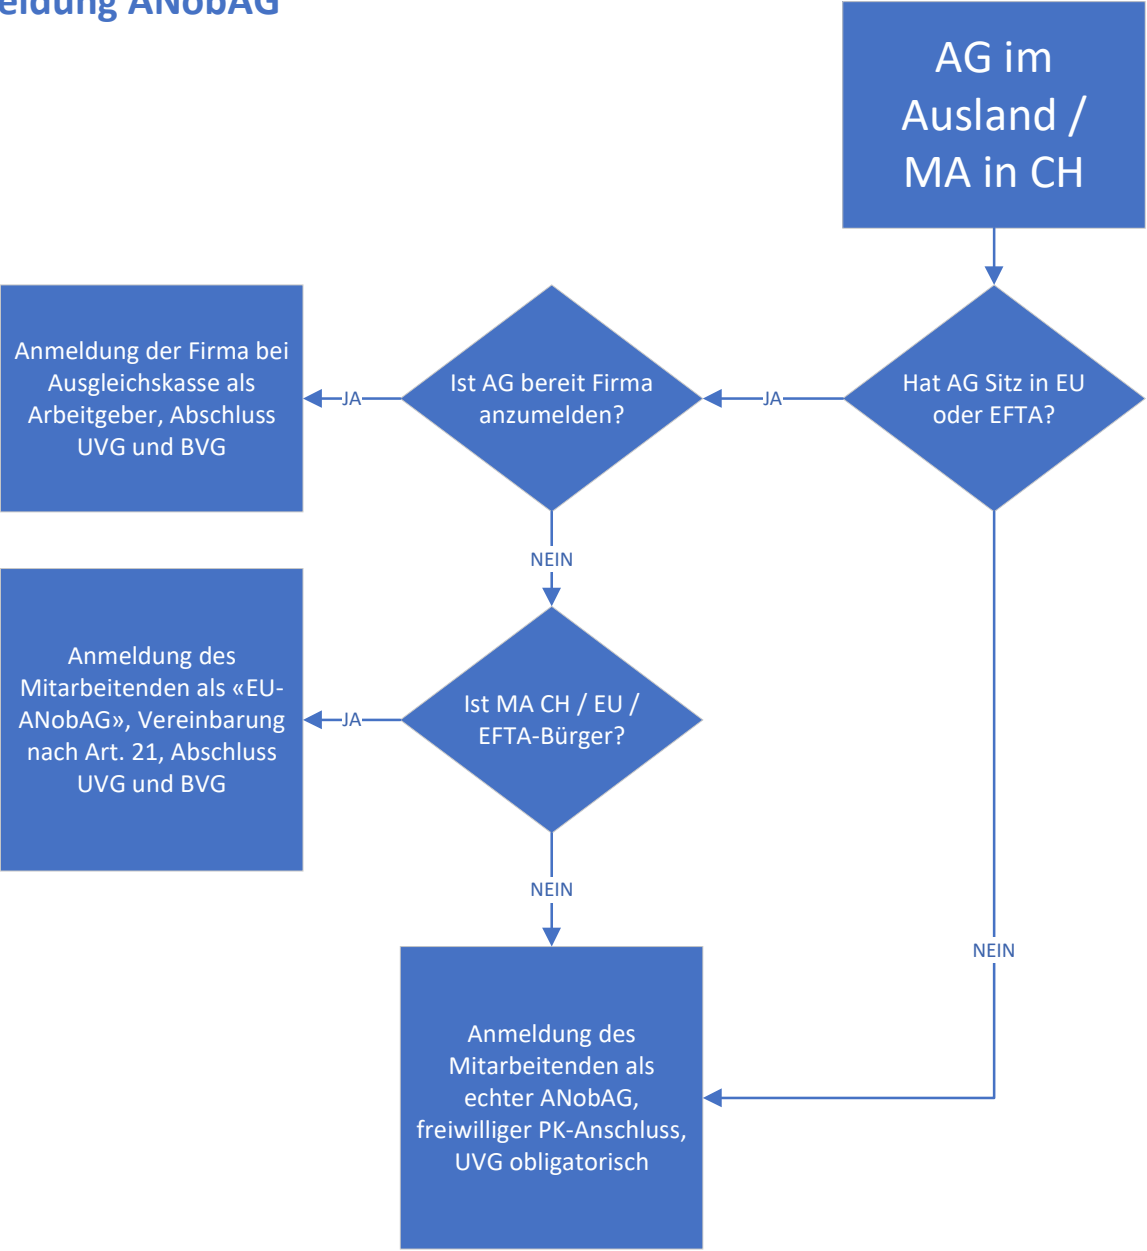 ANobAG
AG im
Ausland /
MA in CH
Hat AG Sitz in EU
oder EFTA?
JA
Ist AG bereit Firma
anzumelden?
JA
Anmeldung der Firma bei
Ausgleichskasse als
Arbeitgeber, Abschluss
UVG und BVG
NEIN
Ist MA CH / EU /
EFTA-Bürger?
JA
Anmeldung des
Mitarbeitenden als «EU-
ANobAG», Vereinbarung
nach Art. 21, Abschluss
UVG und BVG
NEIN
NEIN
Anmeldung des
Mitarbeitenden als
echter ANobAG,
freiwilliger PK-Anschluss,
UVG obligatorisch